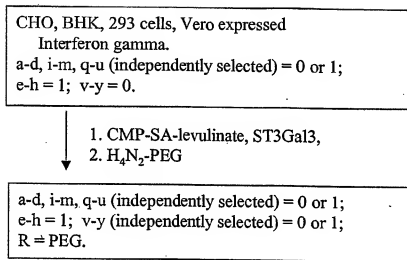 CHO, BHK, 293 cells, Vero expressed
Interferon gamma.
a-d, i-m, q-u (independently selected) = 0 or 1;
e-h = 1; v-y = 0.
1. CMP-SA-levulinate, ST3Gal3,
2. H₄N₂-PEG
a-d, i-m, q-u (independently selected) = 0 or 1;
e-h = 1; v-y (independently selected) = 0 or 1;
R = PEG.